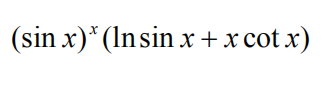 (sin x)^x (ln sin x + x cot x)